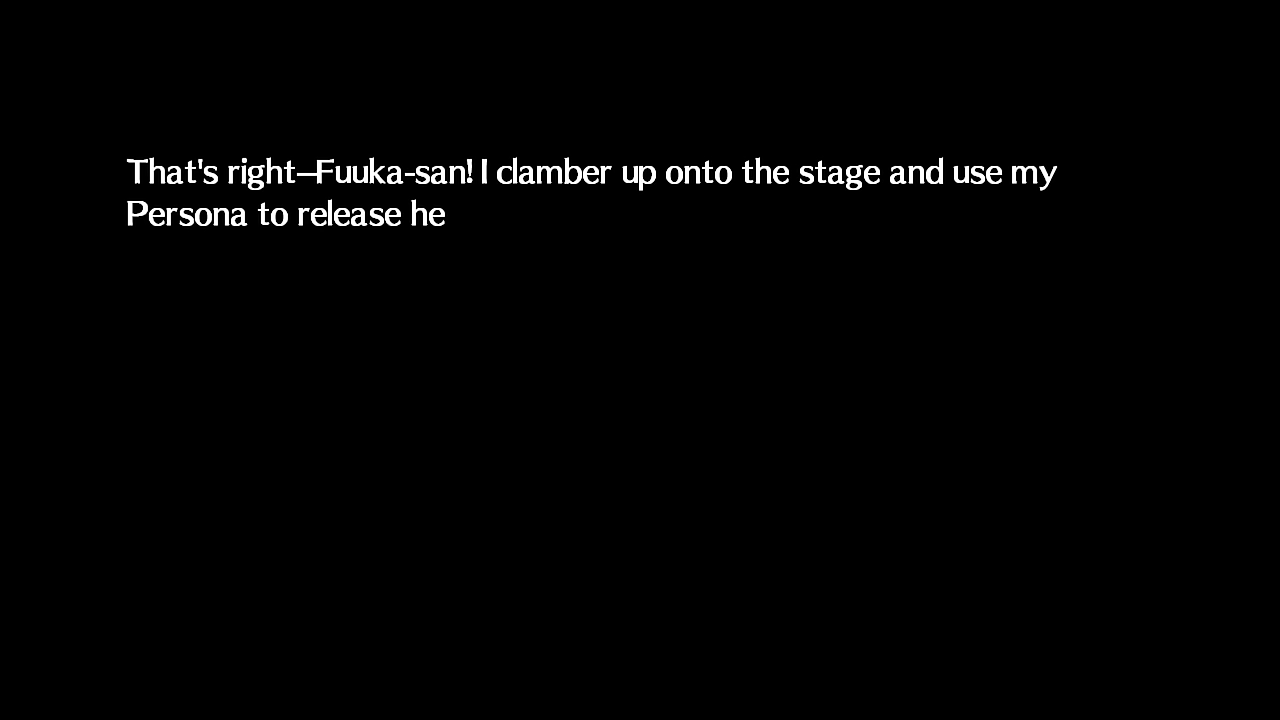 That's right—Fuuka-san! I clamber up onto the stage and use my
Persona to release he